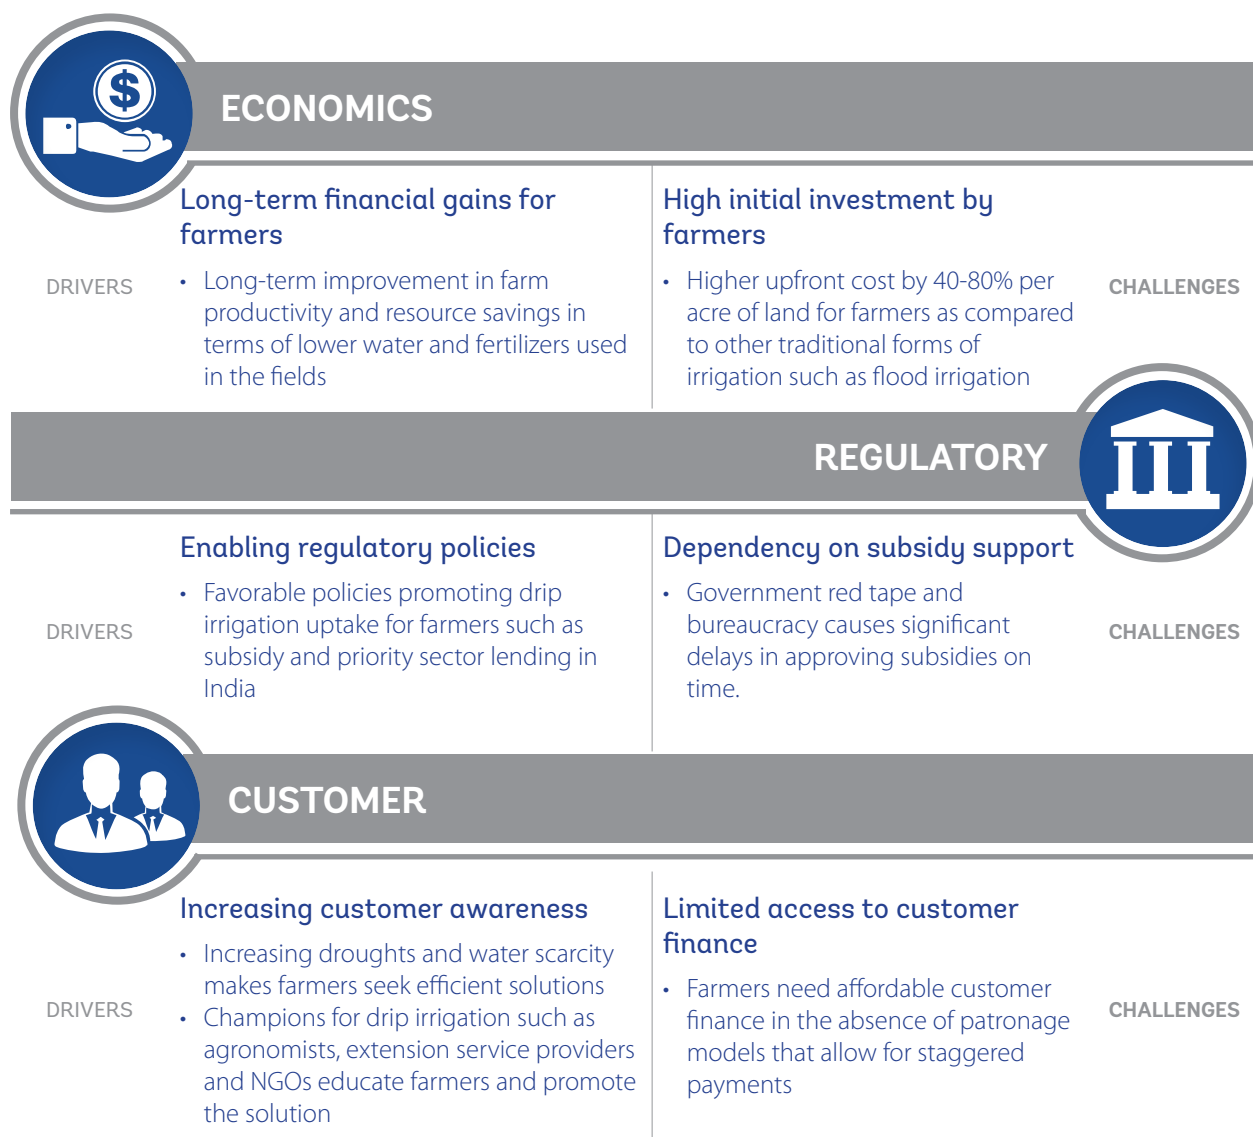 $
ECONOMICS
DRIVERS
Long-term financial gains for
farmers
• Long-term improvement in farm
productivity and resource savings in
terms of lower water and fertilizers used
in the fields
High initial investment by
farmers
• Higher upfront cost by 40-80% per
acre of land for farmers as compared
to other traditional forms of
irrigation such as flood irrigation
CHALLENGES
REGULATORY
DRIVERS
Enabling regulatory policies
• Favorable policies promoting drip
irrigation uptake for farmers such as
subsidy and priority sector lending in
India
Dependency on subsidy support
• Government red tape and
bureaucracy causes significant
delays in approving subsidies on
time.
CHALLENGES
CUSTOMER
DRIVERS
Increasing customer awareness
• Increasing droughts and water scarcity
makes farmers seek efficient solutions
• Champions for drip irrigation such as
agronomists, extension service providers
and NGOs educate farmers and promote
the solution
Limited access to customer
finance
• Farmers need affordable customer
finance in the absence of patronage
models that allow for staggered
payments
CHALLENGES